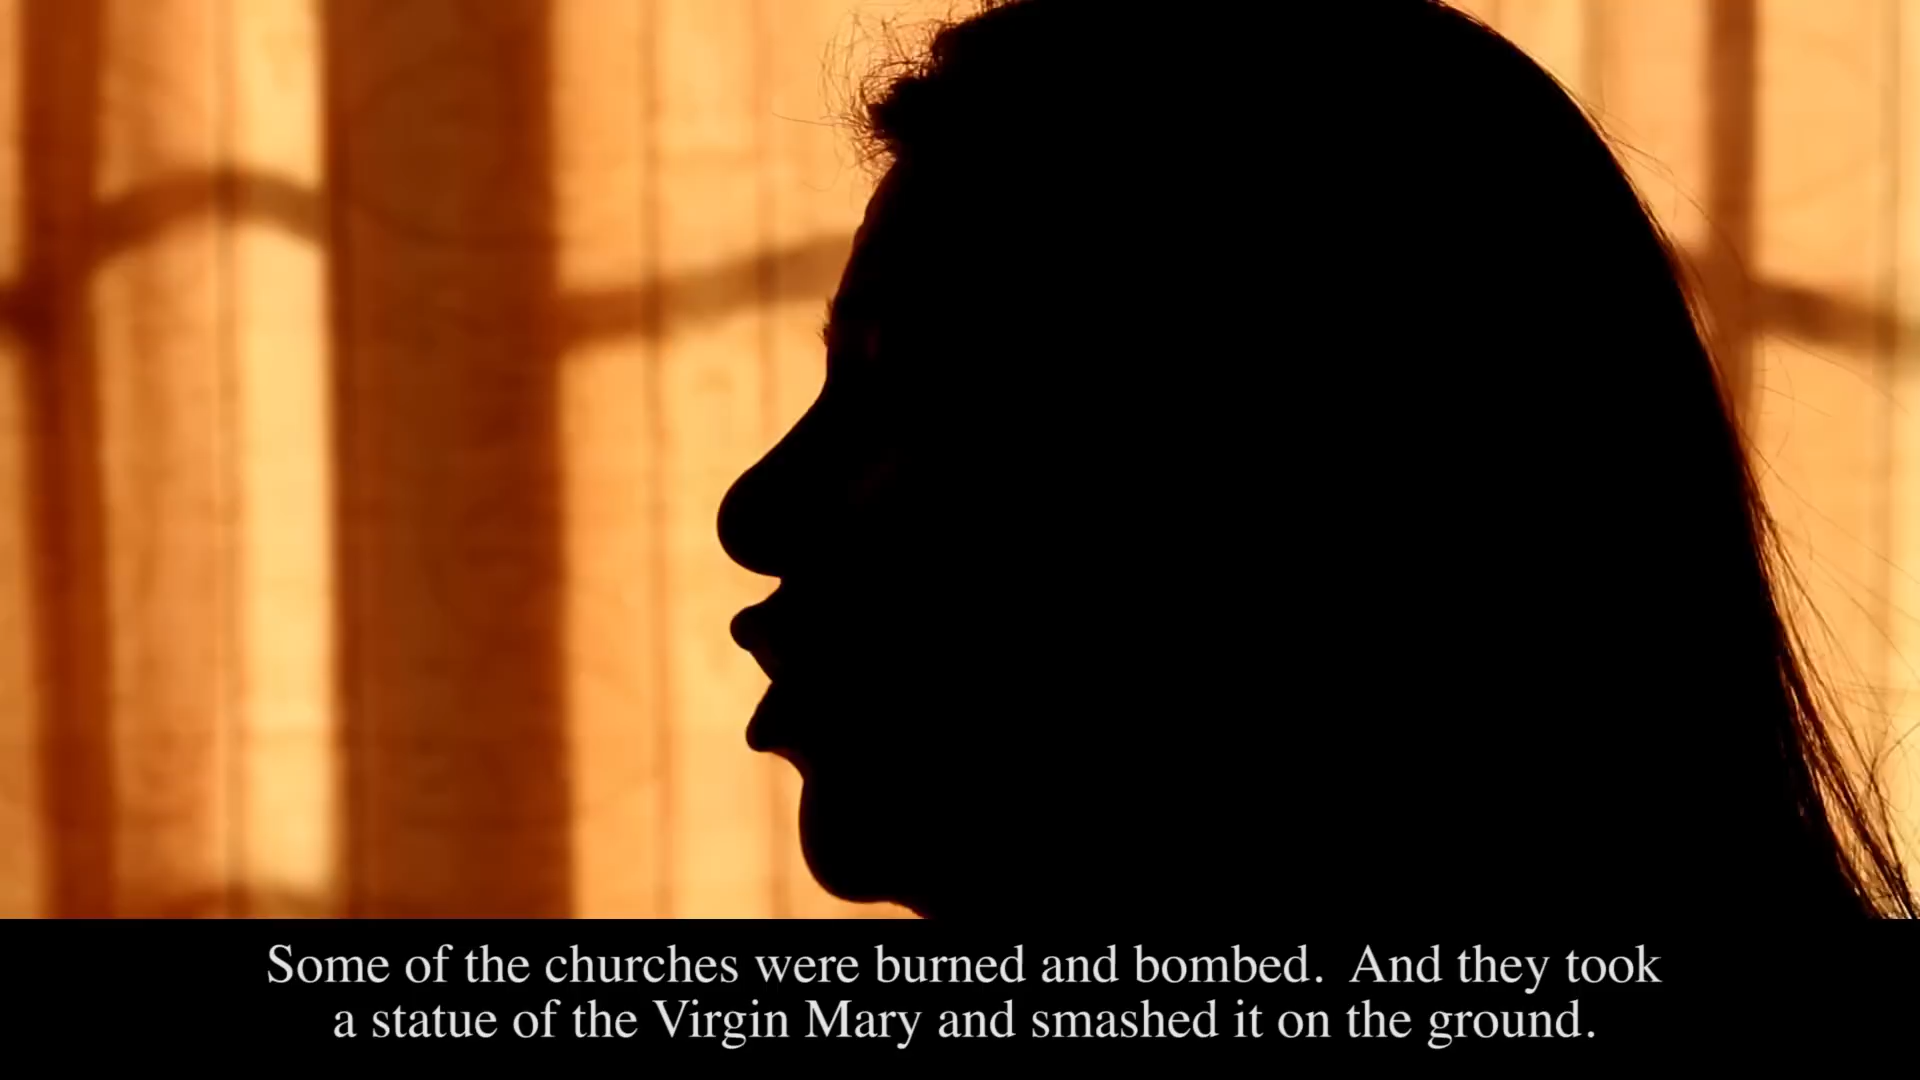 Some of the churches were burned and bombed.  And they took
a statue of the Virgin Mary and smashed it on the ground.